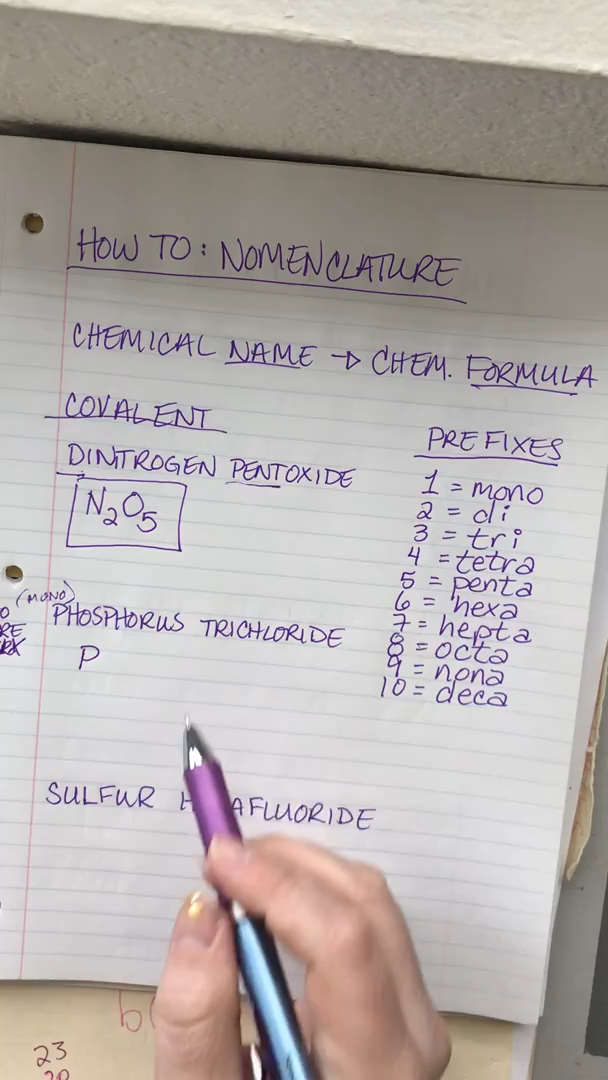 HOW TO: NOMENCLATURE
CHEMICAL NAME → CHEM. FORMULA
COVALENT
DINITROGEN PENTOXIDE
N₂O₅
(MONO)
PHOSPHORUS TRICHLORIDE
P
SULFUR H AFLUORIDE
PREFIXES
1 = mono
2 = di
3 = tri
4 = tetra
5 = penta
6 = hexa
7 = hepta
8 = octa
9 = nona
10 = deca
23